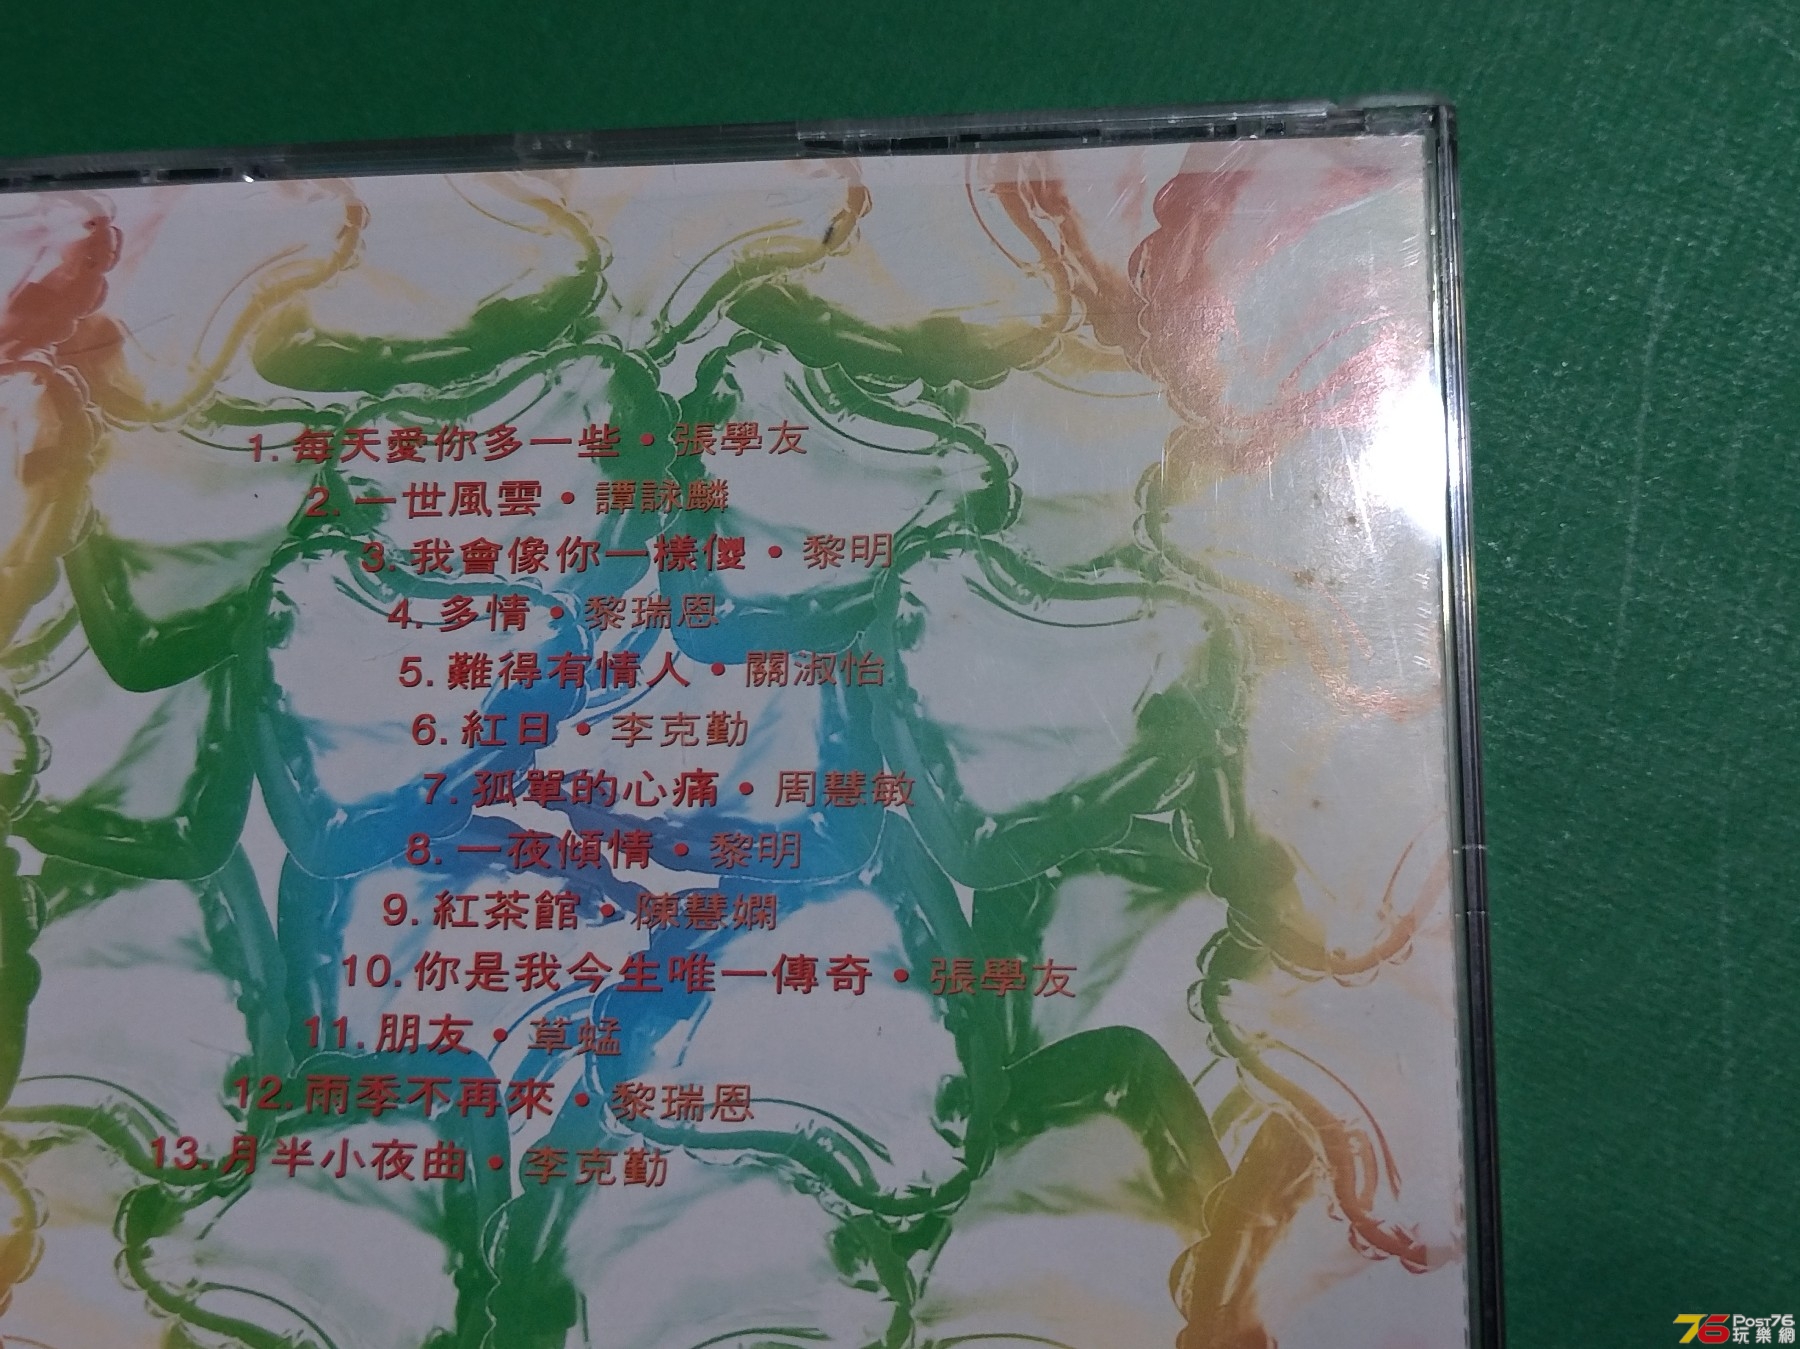 1. 每天愛你多一些 • 張學友
2. 一世風雲 • 譚詠麟
3. 我會像你一樣傻 • 黎明
4. 多情 • 黎瑞恩
5. 難得有情人 • 關淑怡
6. 紅日 • 李克勤
7. 孤單的心痛 • 周慧敏
8. 一夜傾情 • 黎明
9. 紅茶館 • 陳慧嫻
10. 你是我今生唯一傳奇 • 張學友
11. 朋友 • 草蜢
12. 雨季不再來 • 黎瑞恩
13. 月半小夜曲 • 李克勤
76 Post76
玩樂網